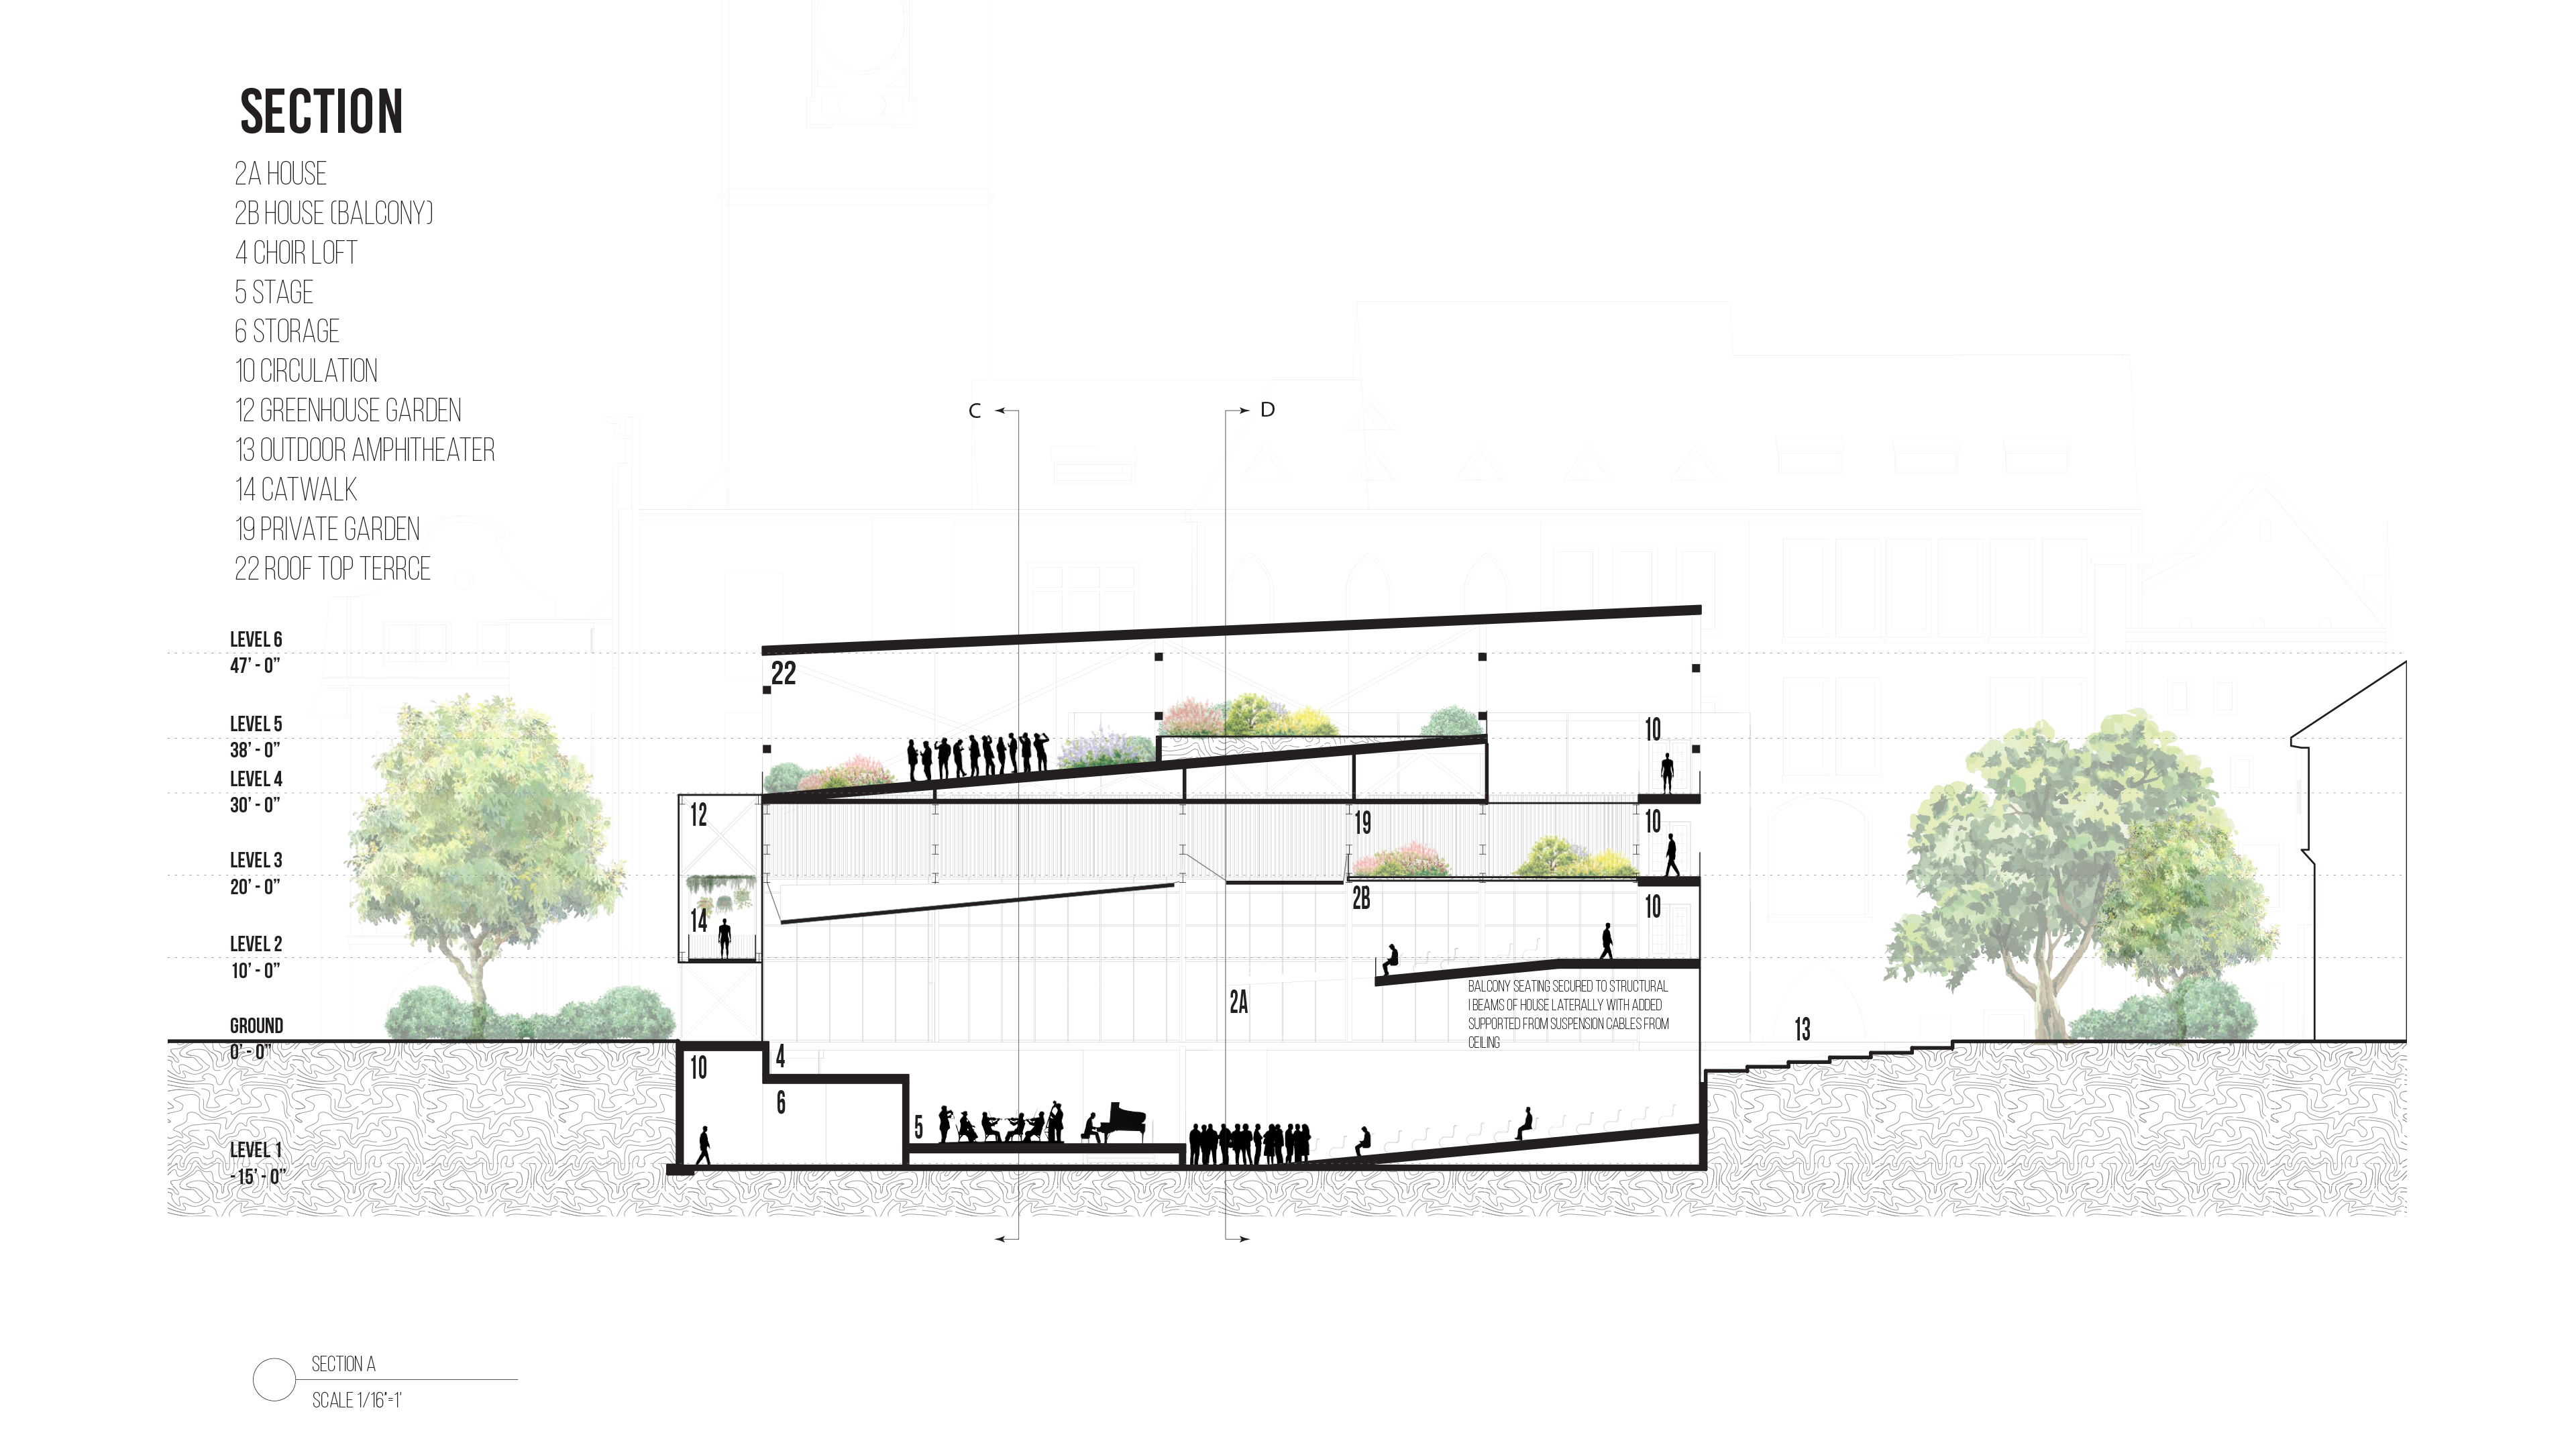 SECTION
2A HOUSE
2B HOUSE (BALCONY)
4 CHOIR LOFT
5 STAGE
6 STORAGE
10 CIRCULATION
12 GREENHOUSE GARDEN
13 OUTDOOR AMPHITHEATER
14 CATWALK
19 PRIVATE GARDEN
22 ROOF TOP TERRCE
C
D
LEVEL 6
47' - 0"
22
LEVEL 5
38' - 0"
10
LEVEL 4
30' - 0"
12
19
10
LEVEL 3
20' - 0"
2B
10
14
LEVEL 2
10' - 0"
2A
BALCONY SEATING SECURED TO STRUCTURAL
I BEAMS OF HOUSE LATERALLY WITH ADDED
SUPPORTED FROM SUSPENSION CABLES FROM
CEILING
GROUND
0' - 0"
13
4
10
6
5
LEVEL 1
-15' - 0"
SECTION A
SCALE 1/16"=1'